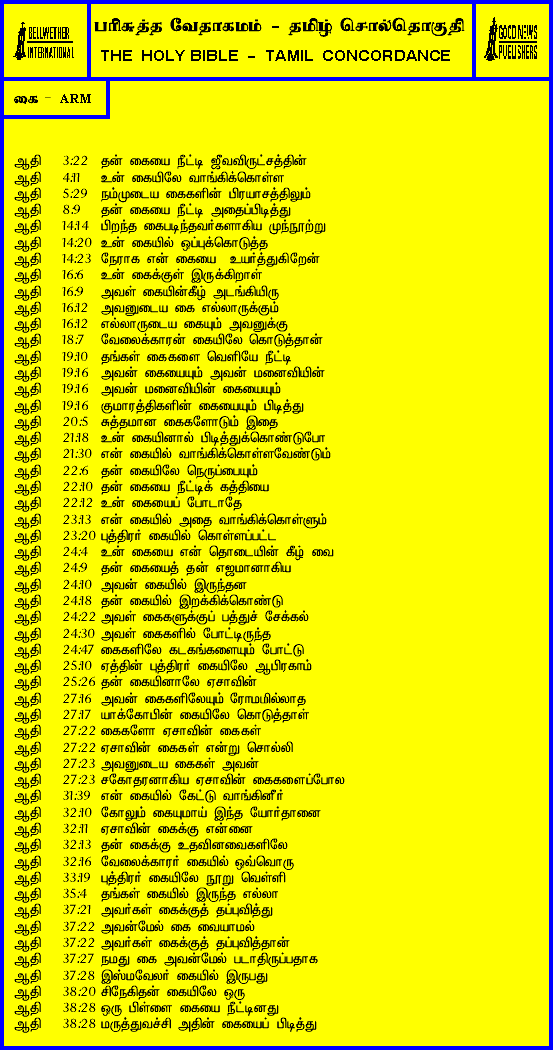 BELLWETHER
INTERNATIONAL
பரிசுத்த வேதாகமம் - தமிழ் சொல்தொகுதி
THE HOLY BIBLE - TAMIL CONCORDANCE
GOOD NEWS
PUBLISHERS
கை - ARM
ஆதி 3:22 தன் கையை நீட்டி ஜீவவிருட்சத்தின்
ஆதி 4:11 உன் கையிலே வாங்கிக்கொள்ள
ஆதி 5:29 நம்முடைய கைகளின் பிரயாசத்திலும்
ஆதி 8:9 தன் கையை நீட்டி அதைப்பிடித்து
ஆதி 14:14 பிறந்த கைபடிந்தவர்களாகிய முந்நூற்று
ஆதி 14:20 உன் கையில் ஒப்புக்கொடுத்த
ஆதி 14:23 நேராக என் கையை உயர்த்துகிறேன்
ஆதி 16:6 உன் கைக்குள் இருக்கிறாள்
ஆதி 16:9 அவள் கையின்கீழ் அடங்கியிரு
ஆதி 16:12 அவனுடைய கை எல்லாருக்கும்
ஆதி 16:12 எல்லாருடைய கையும் அவனுக்கு
ஆதி 18:7 வேலைக்காரன் கையிலே கொடுத்தான்
ஆதி 19:10 தங்கள் கைகளை வெளியே நீட்டி
ஆதி 19:16 அவன் கையையும் அவன் மனைவியின்
ஆதி 19:16 அவன் மனைவியின் கையையும்
ஆதி 19:16 குமாரத்திகளின் கையையும் பிடித்து
ஆதி 20:5 சுத்தமான கைகளோடும் இதை
ஆதி 21:18 உன் கையினால் பிடித்துக்கொண்டுபோ
ஆதி 21:30 என் கையில் வாங்கிக்கொள்ளவேண்டும்
ஆதி 22:6 தன் கையிலே நெருப்பையும்
ஆதி 22:10 தன் கையை நீட்டிக் கத்தியை
ஆதி 22:12 உன் கையைப் போடாதே
ஆதி 23:13 என் கையில் அதை வாங்கிக்கொள்ளும்
ஆதி 23:20 புத்திரர் கையில் கொள்ளப்பட்ட
ஆதி 24:4 உன் கையை என் தொடையின் கீழ் வை
ஆதி 24:9 தன் கையைத் தன் எஜமானாகிய
ஆதி 24:10 அவன் கையில் இருந்தன
ஆதி 24:18 தன் கையில் இறக்கிக்கொண்டு
ஆதி 24:22 அவள் கைகளுக்குப் பத்துச் சேக்கல்
ஆதி 24:30 அவள் கைகளில் போட்டிருந்த
ஆதி 24:47 கைகளிலே கடகங்களையும் போட்டு
ஆதி 25:10 ஏத்தின் புத்திரர் கையிலே ஆபிரகாம்
ஆதி 25:26 தன் கையினாலே ஏசாவின்
ஆதி 27:16 அவன் கைகளிலேயும் ரோமமில்லாத
ஆதி 27:17 யாக்கோபின் கையிலே கொடுத்தாள்
ஆதி 27:22 கைகளோ ஏசாவின் கைகள்
ஆதி 27:22 ஏசாவின் கைகள் என்று சொல்லி
ஆதி 27:23 அவனுடைய கைகள் அவன்
ஆதி 27:23 சகோதரனாகிய ஏசாவின் கைகளைப்போல
ஆதி 31:39 என் கையில் கேட்டு வாங்கினீர்
ஆதி 32:10 கோலும் கையுமாய் இந்த யோர்தானை
ஆதி 32:11 ஏசாவின் கைக்கு என்னை
ஆதி 32:13 தன் கைக்கு உதவினவைகளிலே
ஆதி 32:16 வேலைக்காரர் கையில் ஒவ்வொரு
ஆதி 33:19 புத்திரர் கையிலே நூறு வெள்ளி
ஆதி 35:4 தங்கள் கையில் இருந்த எல்லா
ஆதி 37:21 அவர்கள் கைக்குத் தப்புவித்து
ஆதி 37:22 அவன்மேல் கை வையாமல்
ஆதி 37:22 அவர்கள் கைக்குத் தப்புவித்தான்
ஆதி 37:27 நமது கை அவன்மேல் படாதிருப்பதாக
ஆதி 37:28 இஸ்மவேலர் கையில் இருபது
ஆதி 38:20 சிநேகிதன் கையிலே ஒரு
ஆதி 38:28 ஒரு பிள்ளை கையை நீட்டினது
ஆதி 38:28 மருத்துவச்சி அதின் கையைப் பிடித்து